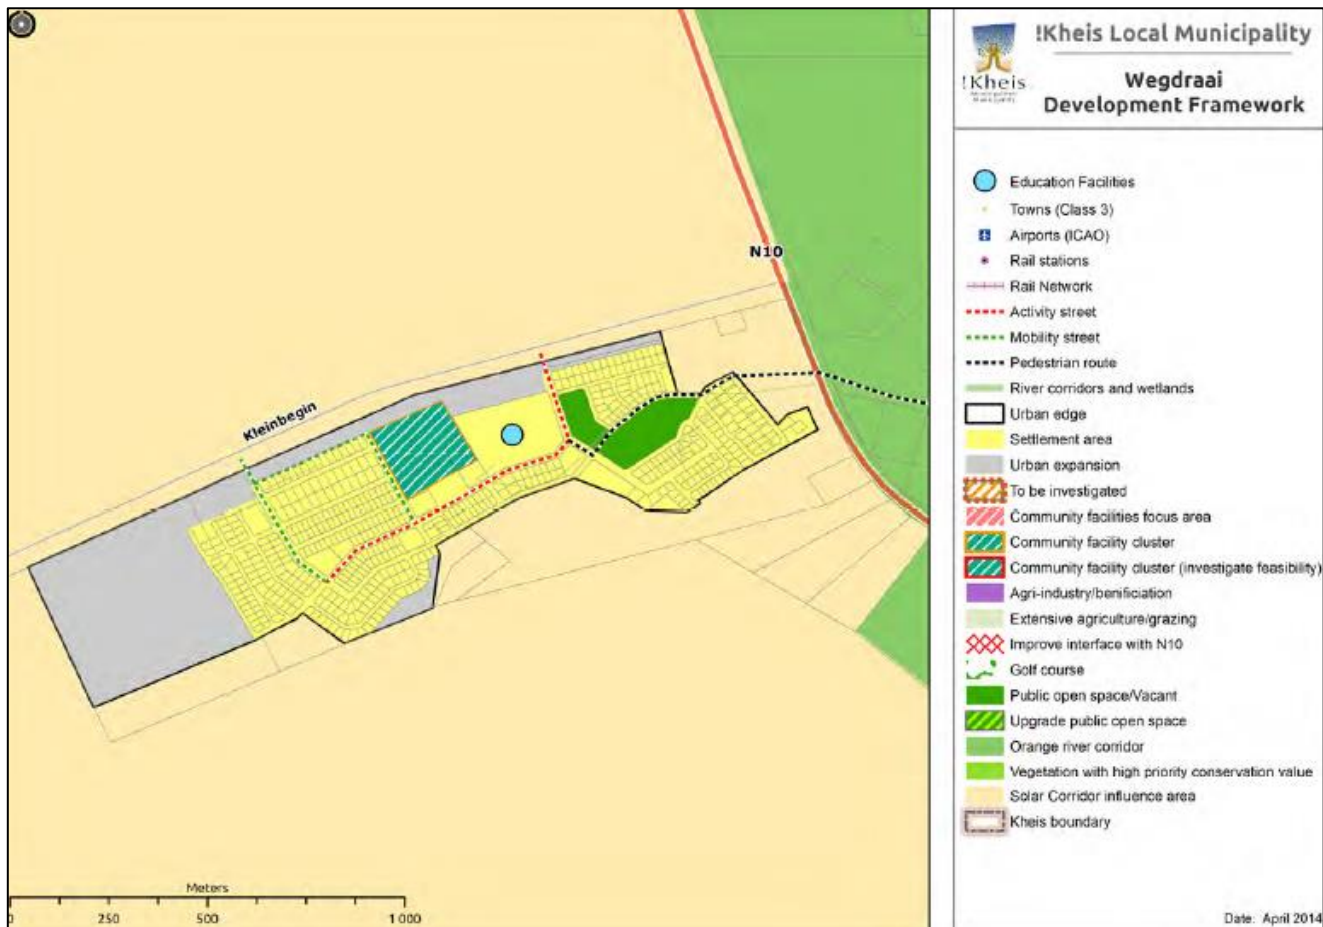 !Kheis Local Municipality
!Kheis
Wegdraai
Development Framework
Education Facilities
Towns (Class 3)
Airports (ICAO)
Rail stations
Rail Network
Activity street
Mobility street
Pedestrian route
River corridors and wetlands
Urban edge
Settlement area
Urban expansion
To be investigated
Community facilities focus area
Community facility cluster
Community facility cluster (investigate feasibility)
Agri-industry/benificiation
Extensive agriculture/grazing
Improve interface with N10
Golf course
Public open space/Vacant
Upgrade public open space
Orange river corridor
Vegetation with high priority conservation value
Solar Corridor influence area
Kheis boundary
Date: April 2014
N10
Kleinbegin
Meters
0 250 500 1 000